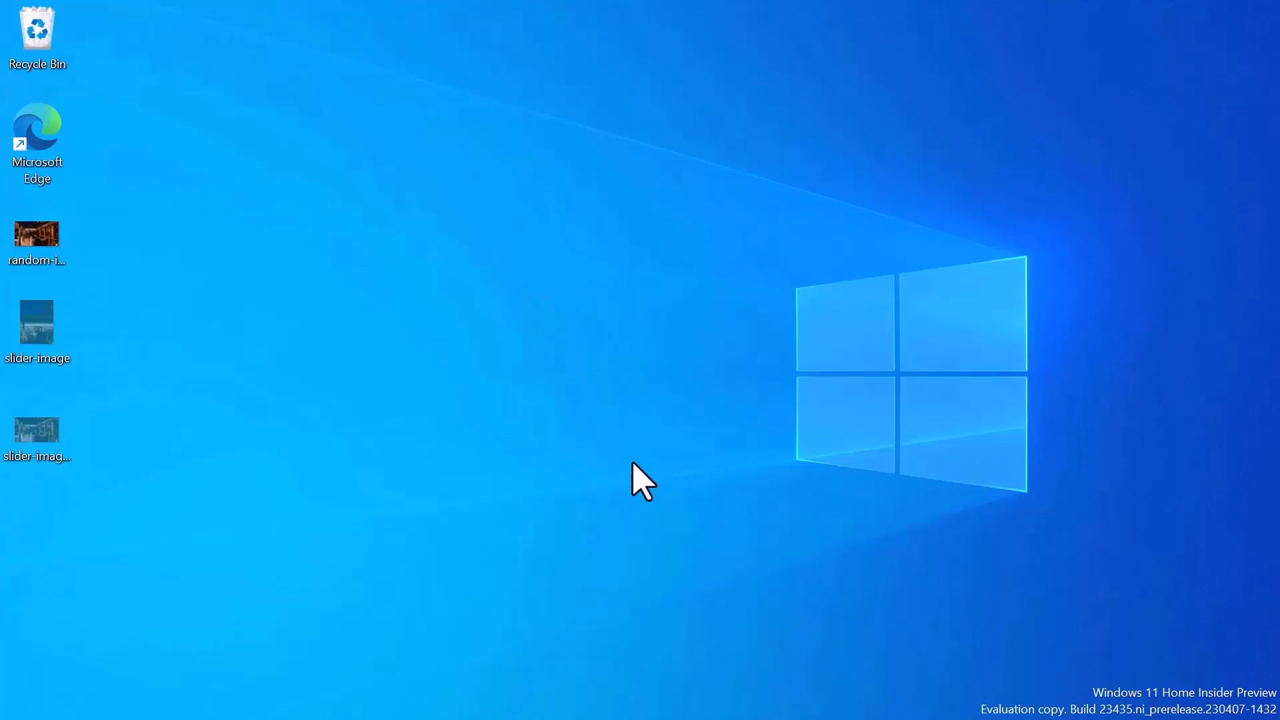 Recycle Bin
Microsoft
Edge
random-i...
slider-image
slider-imag...
Windows 11 Home Insider Preview
Evaluation copy. Build 23435.ni_prerelease.230407-1432